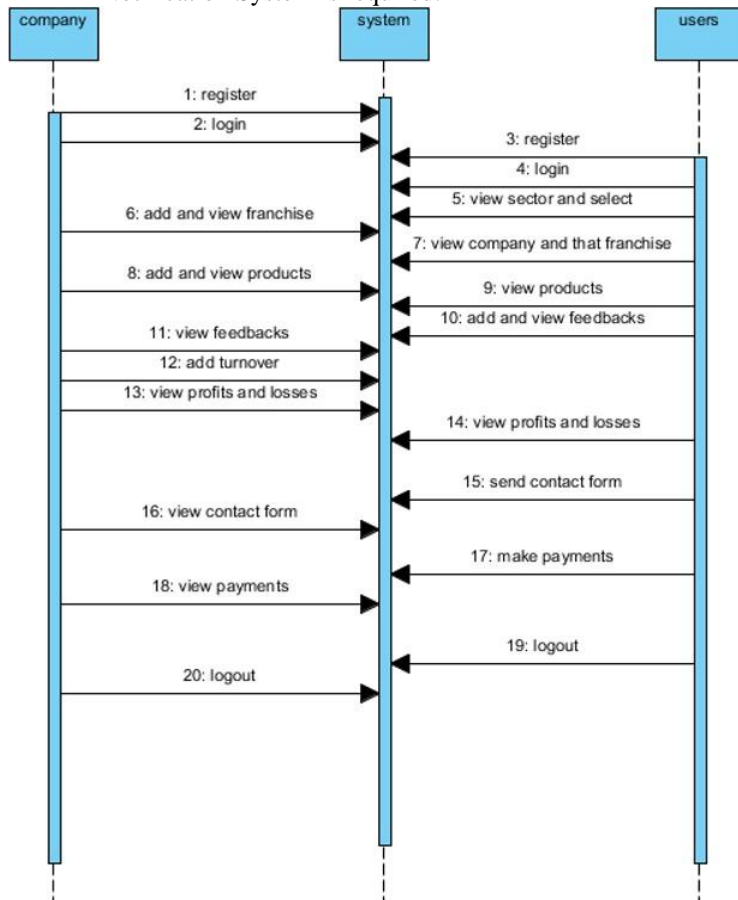 System is required.
company
system
users
1: register
2: login
3: register
4: login
5: view sector and select
6: add and view franchise
7: view company and that franchise
8: add and view products
9: view products
10: add and view feedbacks
11: view feedbacks
12: add turnover
13: view profits and losses
14: view profits and losses
15: send contact form
16: view contact form
17: make payments
18: view payments
19: logout
20: logout